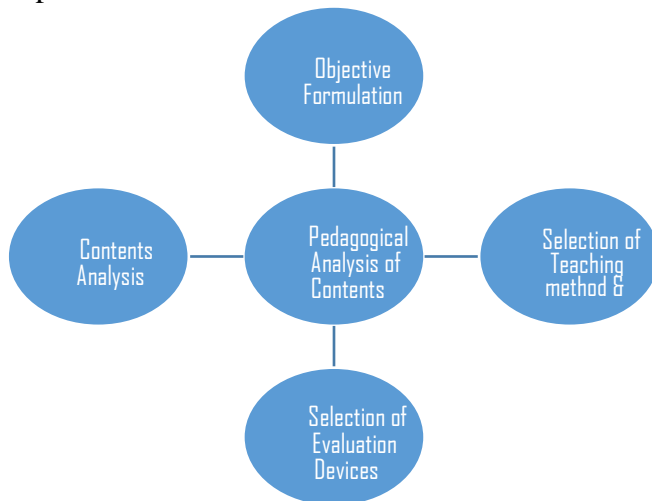 Objective
Formulation
Contents
Analysis
Pedagogical
Analysis of
Contents
Selection of
Teaching
method &
Selection of
Evaluation
Devices